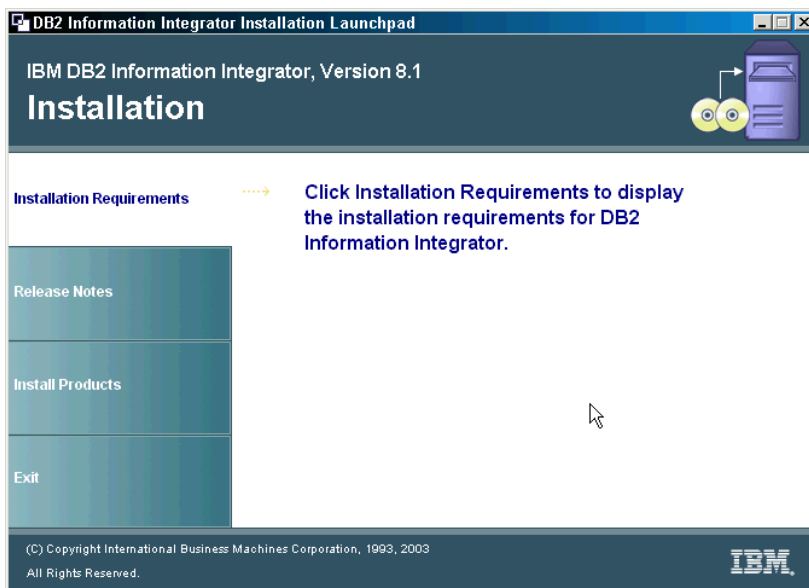 DB2 Information Integrator Installation Launchpad
IBM DB2 Information Integrator, Version 8.1
Installation
Installation Requirements
Click Installation Requirements to display
the installation requirements for DB2
Information Integrator.
Release Notes
Install Products
Exit
(C) Copyright International Business Machines Corporation, 1993, 2003
All Rights Reserved.
IBM.